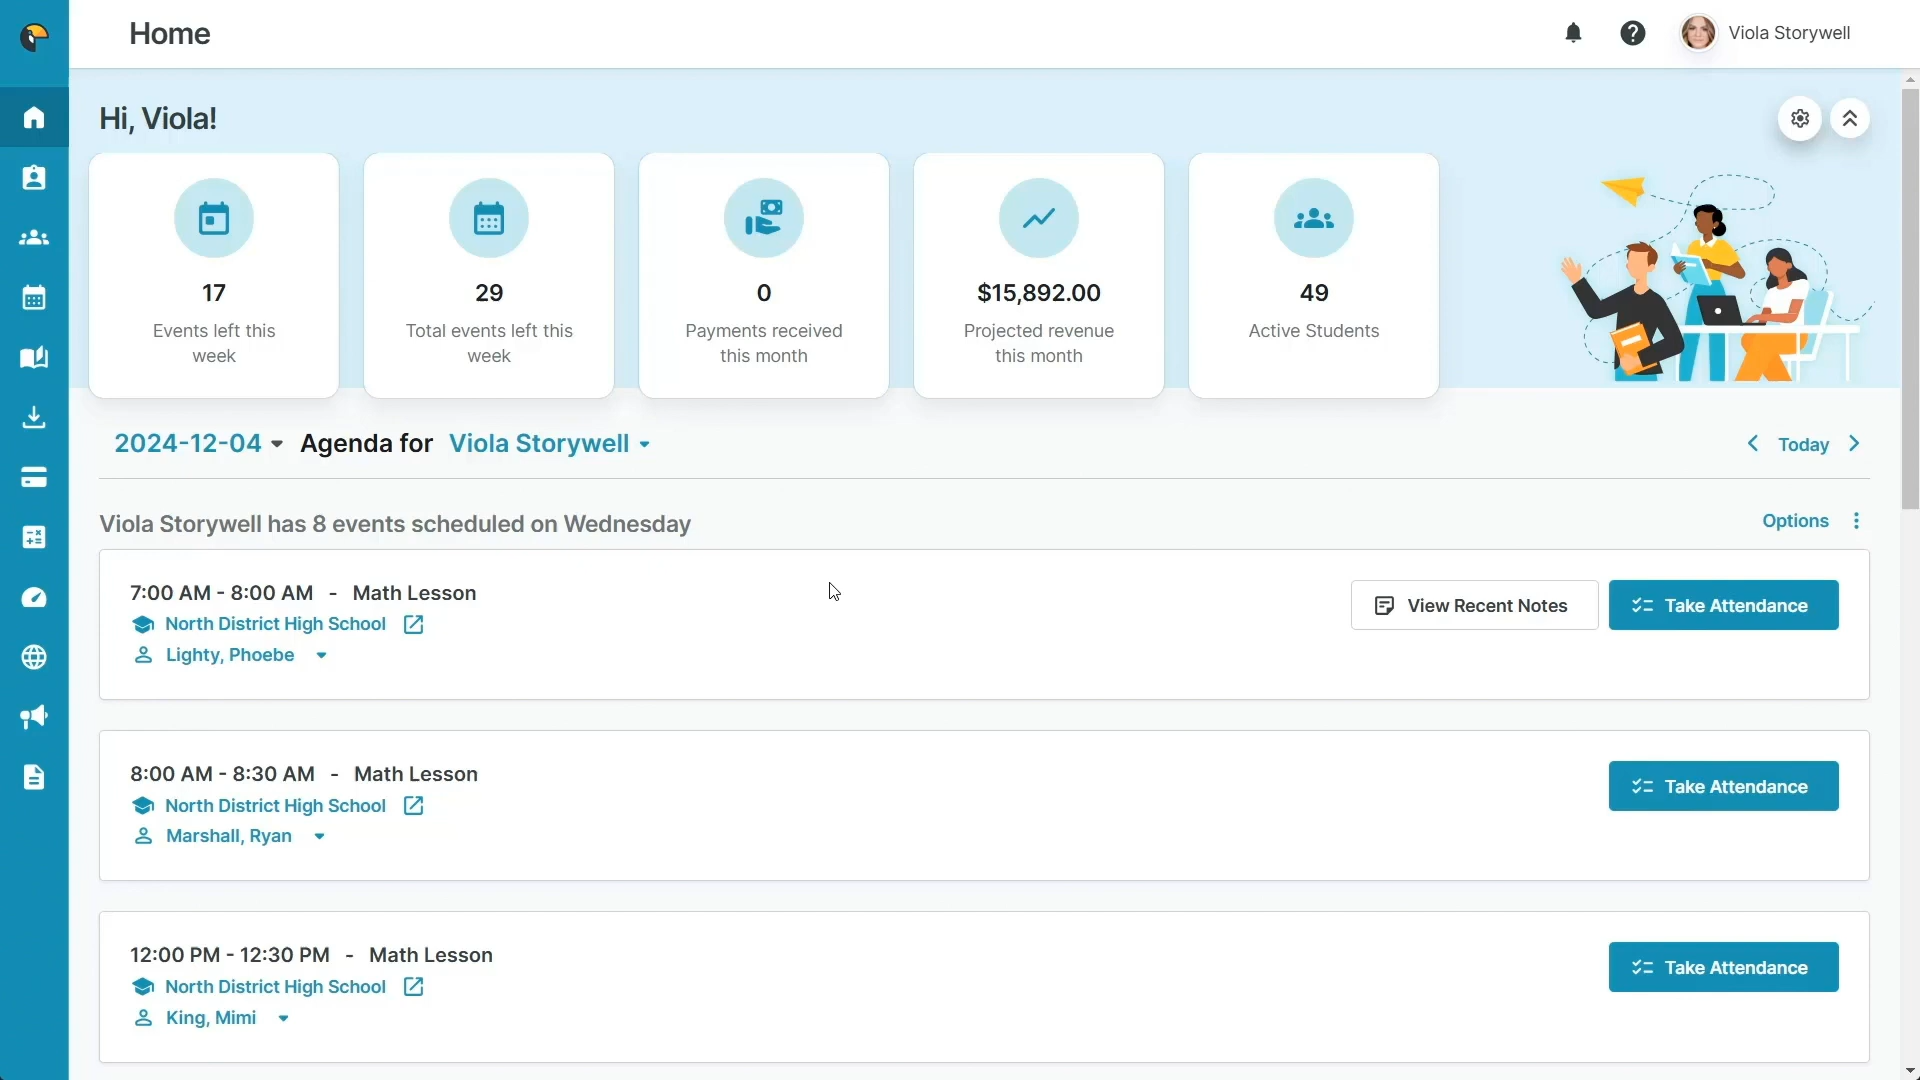 Home
Viola Storywell
Hi, Viola!
17
Events left this
week
29
Total events left this
week
0
Payments received
this month
$15,892.00
Projected revenue
this month
49
Active Students
2024-12-04 Agenda for Viola Storywell
Today
Viola Storywell has 8 events scheduled on Wednesday
Options
7:00 AM - 8:00 AM - Math Lesson
North District High School
Lighty, Phoebe
View Recent Notes
Take Attendance
8:00 AM - 8:30 AM - Math Lesson
North District High School
Marshall, Ryan
Take Attendance
12:00 PM - 12:30 PM - Math Lesson
North District High School
King, Mimi
Take Attendance